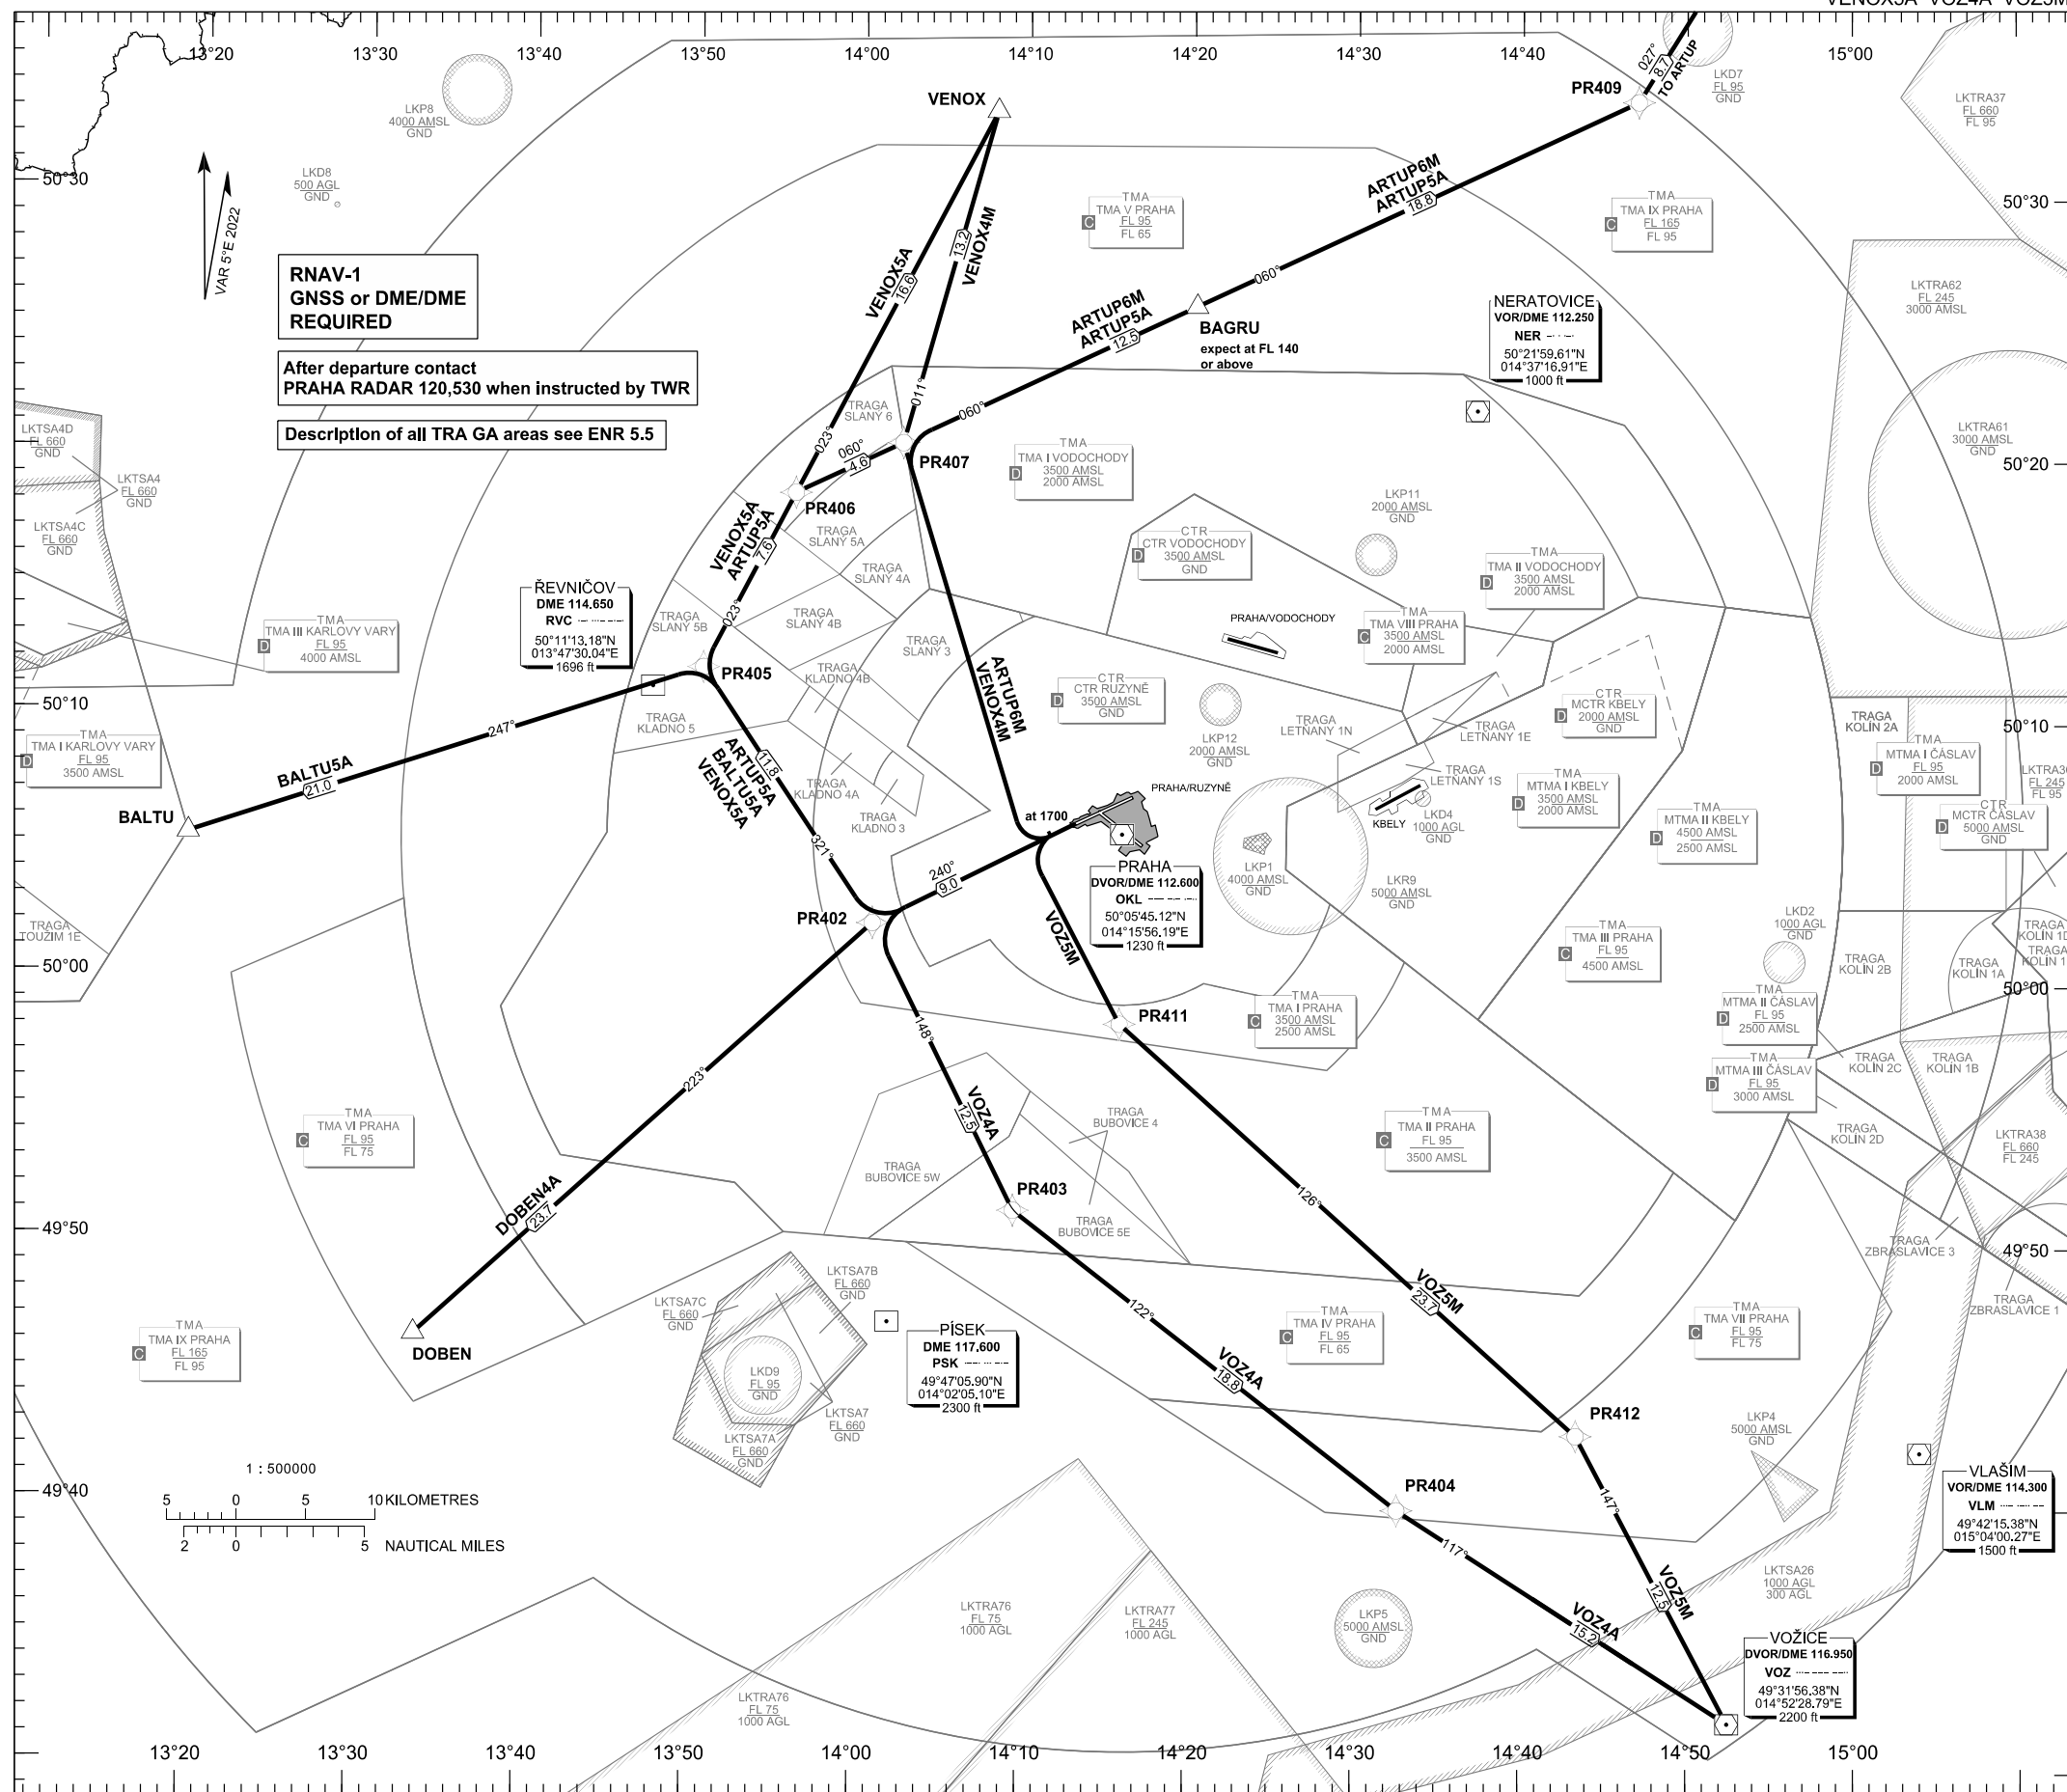 13°20
13°30
13°40
13°50
14°00
14°10
14°20
14°30
14°40
15°00
027°
8.7
TO ARTUP
PR409
LKD7
FL 95
GND
LKTRA37
FL 660
FL 95
LKP8
4000 AMSL
GND
VENOX
50°30
LKD8
500 AGL
GND
VAR 5°E 2022
TMA
TMA V PRAHA
FL 95
FL 65
C
ARTUP6M
ARTUP5A
18.8
TMA
TMA IX PRAHA
FL 165
FL 95
C
50°30
RNAV-1
GNSS or DME/DME
REQUIRED
VENOX5A
16.6
13.2
VENOX4M
060°
LKTRA62
FL 245
3000 AMSL
After departure contact
PRAHA RADAR 120,530 when instructed by TWR
ARTUP6M
ARTUP5A
12.5
BAGRU
expect at FL 140
or above
NERATOVICE
VOR/DME 112.250
NER
50°21'59.61"N
014°37'16.91"E
1000 ft
Description of all TRA GA areas see ENR 5.5
TRAGA
SLANÝ 6
011°
060°
023°
060°
4.6
PR407
LKTSA4D
FL 660
GND
LKTSA4
FL 660
GND
LKTSA4C
FL 660
GND
TMA
TMA I VODOCHODY
3500 AMSL
2000 AMSL
D
LKTRA61
3000 AMSL
GND
50°20
PR406
VENOX5A
ARTUP5A
7.6
TRAGA
SLANÝ 5A
TRAGA
SLANÝ 4A
CTR
CTR VODOCHODY
3500 AMSL
GND
D
LKP11
2000 AMSL
GND
TMA
TMA II VODOCHODY
3500 AMSL
2000 AMSL
D
ŘEVNIČOV
DME 114.650
RVC
50°11'13.18"N
013°47'30.04"E
1696 ft
023°
TRAGA
SLANÝ 5B
TRAGA
SLANÝ 4B
TRAGA
SLANÝ 3
PRAHA/VODOCHODY
TMA
TMA VIII PRAHA
3500 AMSL
2000 AMSL
C
TMA
TMA III KARLOVY VARY
FL 95
4000 AMSL
D
PR405
TRAGA
KLADNO 4B
ARTUP6M
VENOX4M
CTR
CTR RUZYNĚ
3500 AMSL
GND
D
50°10
TRAGA
KLADNO 5
247°
LKP12
2000 AMSL
GND
TRAGA
LETŇANY 1N
TRAGA
LETŇANY 1E
CTR
MCTR KBELY
2000 AMSL
GND
D
TRAGA
KOLÍN 2A
50°10
TMA
TMA I KARLOVY VARY
FL 95
3500 AMSL
D
BALTU5A
21.0
11.8
ARTUP5A
BALTU5A
VENOX5A
TRAGA
KLADNO 4A
TRAGA
KLADNO 3
PRAHA/RUZYNĚ
TRAGA
LETŇANY 1S
TMA
MTMA I KBELY
3500 AMSL
2000 AMSL
D
TMA
MTMA I ČÁSLAV
FL 95
2000 AMSL
D
FL 245
FL 95
BALTU
at 1700
KBELY
LKD4
1000 AGL
GND
TMA
MTMA II KBELY
4500 AMSL
2500 AMSL
D
CTR
MCTR ČÁSLAV
5000 AMSL
GND
D
321°
240°
9.0
PRAHA
DVOR/DME 112.600
OKL
50°05'45.12"N
014°15'56.19"E
1230 ft
LKP1
4000 AMSL
GND
LKR9
5000 AMSL
GND
TRAGA
TOUŽIM 1E
PR402
VOZ5M
TMA
TMA III PRAHA
FL 95
4500 AMSL
C
LKD2
1000 AGL
GND
TRAGA
KOLÍN 2B
TRAGA
KOLÍN 1A
TRAGA
TRAGA
50°00
50°00
148°
PR411
TMA
TMA I PRAHA
3500 AMSL
2500 AMSL
C
TMA
MTMA II ČÁSLAV
FL 95
2500 AMSL
D
223°
TMA
MTMA III ČÁSLAV
FL 95
3000 AMSL
D
TRAGA
KOLÍN 2C
TRAGA
KOLÍN 1B
TMA
TMA VI PRAHA
FL 95
FL 75
C
VOZ4A
12.5
TRAGA
BUBOVICE 4
TMA
TMA II PRAHA
FL 95
3500 AMSL
C
TRAGA
KOLÍN 2D
LKTRA38
FL 660
FL 245
TRAGA
BUBOVICE 5W
PR403
126°
DOBEN4A
23.7
TRAGA
BUBOVICE 5E
49°50
TRAGA
ZBRASLAVICE 3
49°50
LKTSA7B
FL 660
GND
LKTSA7C
FL 660
GND
122°
VOZ5M
23.7
TRAGA
ZBRASLAVICE 1
TMA
TMA IX PRAHA
FL 165
FL 95
C
DOBEN
PÍSEK
DME 117.600
PSK
49°47'05.90"N
014°02'05.10"E
2300 ft
TMA
TMA IV PRAHA
FL 95
FL 65
C
TMA
TMA VII PRAHA
FL 95
FL 75
C
LKD9
FL 95
GND
VOZ4A
18.8
LKTSA7
FL 660
GND
LKTSA7A
FL 660
GND
PR412
LKP4
5000 AMSL
GND
1 : 500000
5 0 5 10 KILOMETRES
2 0 5 NAUTICAL MILES
49°40
PR404
147°
VLAŠIM
VOR/DME 114.300
VLM
49°42'15.38"N
015°04'00.27"E
1500 ft
117°
LKTRA76
FL 75
1000 AGL
LKTRA77
FL 245
1000 AGL
LKP5
5000 AMSL
GND
VOZ4A
15.2
VOZ5M
12.5
LKTSA26
1000 AGL
300 AGL
VOŽICE
DVOR/DME 116.950
VOZ
49°31'56.38"N
014°52'28.79"E
2200 ft
LKTRA76
FL 75
1000 AGL
13°20
13°30
13°40
13°50
14°00
14°10
14°20
14°30
14°40
14°50
15°00